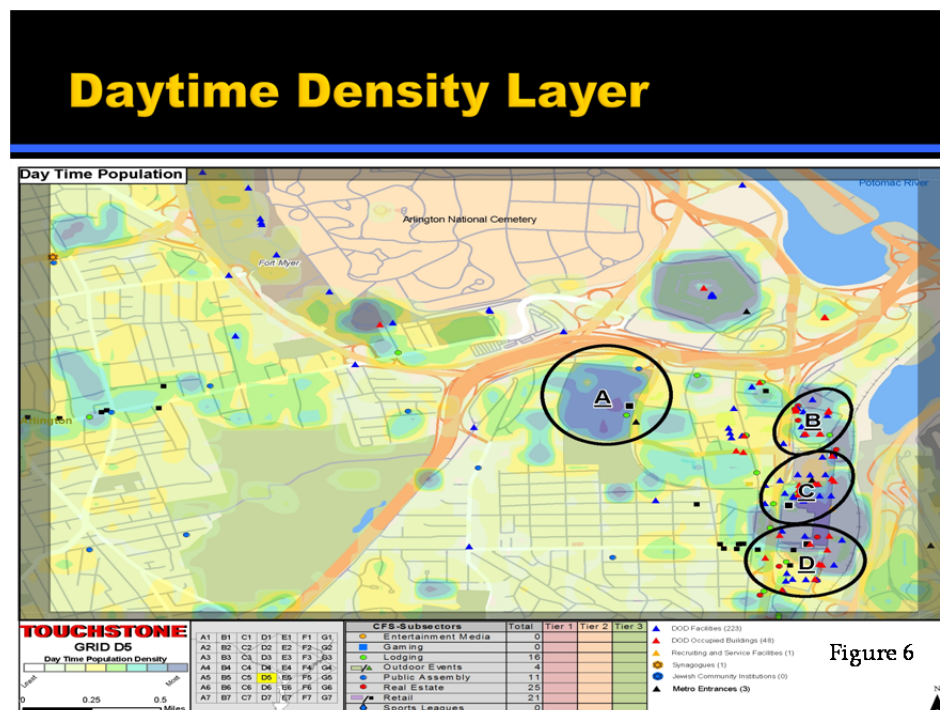 Daytime Density Layer
Day Time Population
Potomac River
Arlington National Cemetery
Fort Myer
A
B
Arlington
C
D
TOUCHSTONE
GRID D5
Day Time Population Density
Least
Most
0 0.25 0.5
Miles
A1 B1 C1 D1 E1 F1 G1
A2 B2 C2 D2 E2 F2 G2
A3 B3 C3 D3 E3 F3 G3
A4 B4 C4 D4 E4 F4 G4
A5 B5 C5 D5 E5 F5 G5
A6 B6 C6 D6 E6 F6 G6
A7 B7 C7 D7 E7 F7 G7
CFS-Subsectors Total Tier 1 Tier 2 Tier 3
Entertainment Media 0
Gaming 0
Lodging 16
Outdoor Events 4
Public Assembly 11
Real Estate 25
Retail 21
Sports Leagues 0
DOD Facilities (223)
DOD Occupied Buildings (48)
Recruiting and Service Facilities (1)
Synagogues (1)
Jewish Community Institutions (0)
Metro Entrances (3)
Figure 6
N